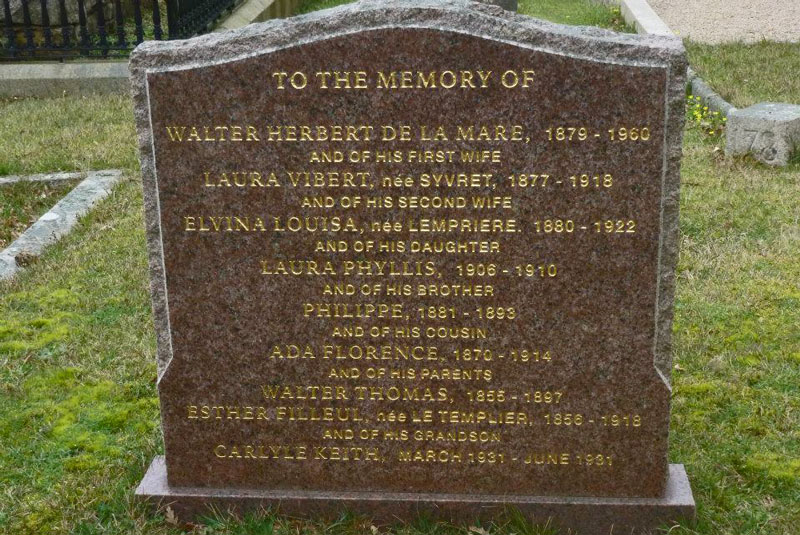 TO THE MEMORY OF
WALTER HERBERT DE LA MARE, 1879 - 1960
AND OF HIS FIRST WIFE
LAURA VIBERT, née SYVRET, 1877 - 1918
AND OF HIS SECOND WIFE
ELVINA LOUISA, née LEMPRIERE. 1880 - 1922
AND OF HIS DAUGHTER
LAURA PHYLLIS, 1906 - 1910
AND OF HIS BROTHER
PHILIPPE, 1881 - 1893
AND OF HIS COUSIN
ADA FLORENCE, 1870 - 1914
AND OF HIS PARENTS
WALTER THOMAS, 1855 - 1897
ESTHER FILLEUL, née LE TEMPLIER, 1856 - 1918
AND OF HIS GRANDSON
CARLYLE KEITH, MARCH 1931 - JUNE 1931